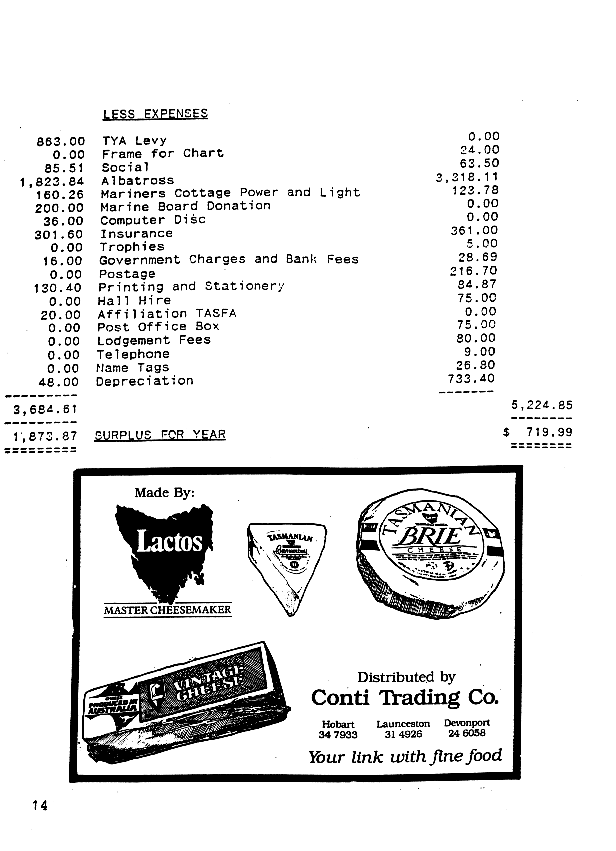 LESS EXPENSES
863.00 TYA Levy 0.00
0.00 Frame for Chart 24.00
85.51 Social 63.50
1,823.84 Albatross 3,318.11
160.26 Mariners Cottage Power and Light 123.78
200.00 Marine Board Donation 0.00
36.00 Computer Disc 0.00
301.60 Insurance 361.00
0.00 Trophies 5.00
16.00 Government Charges and Bank Fees 28.69
0.00 Postage 216.70
130.40 Printing and Stationery 84.87
0.00 Hall Hire 75.00
20.00 Affiliation TASFA 0.00
0.00 Post Office Box 75.00
0.00 Lodgement Fees 80.00
0.00 Telephone 9.00
0.00 Name Tags 26.80
48.00 Depreciation 733.40
3,684.61 5,224.85
1,873.87 SURPLUS FOR YEAR $ 719.99
Made By:
Lactos
MASTER CHEESEMAKER
TASMANIAN
TASMANIAN
BRIE
CHEESE
VINTAGE
CHEESE
AUSTRALIA
Distributed by
Conti Trading Co.
Hobart Launceston Devonport
34 7933 31 4926 24 6058
Your link with fine food
14